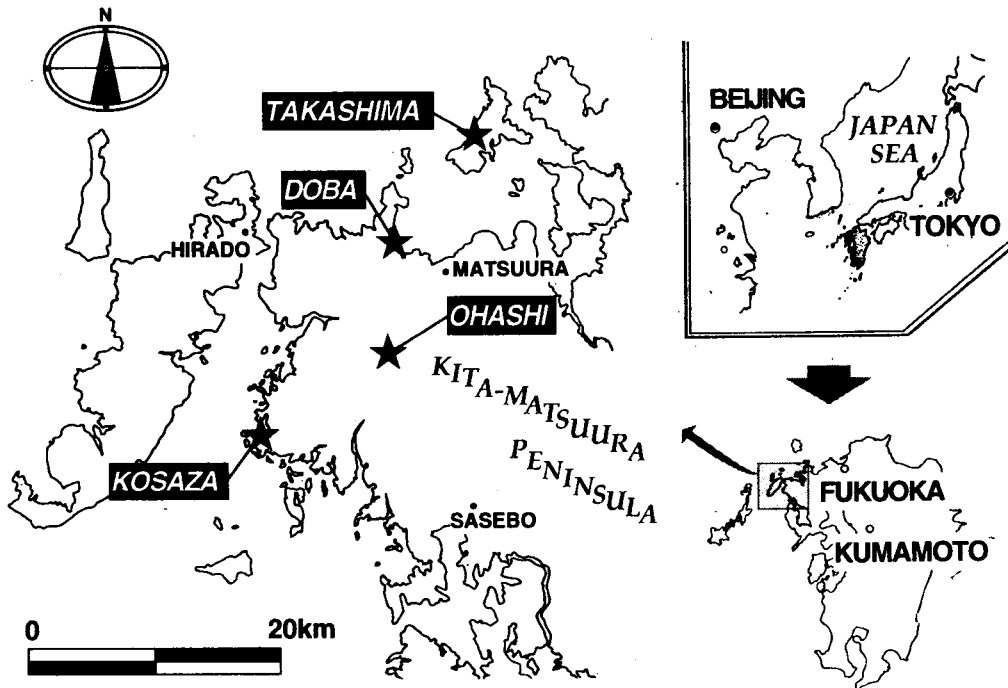 N
TAKASHIMA
DOBA
HIRADO
MATSUURA
OHASHI
KITA-MATSUURA
PENINSULA
KOSAZA
SASEBO
0 20km
BEIJING
JAPAN
SEA
TOKYO
FUKUOKA
KUMAMOTO